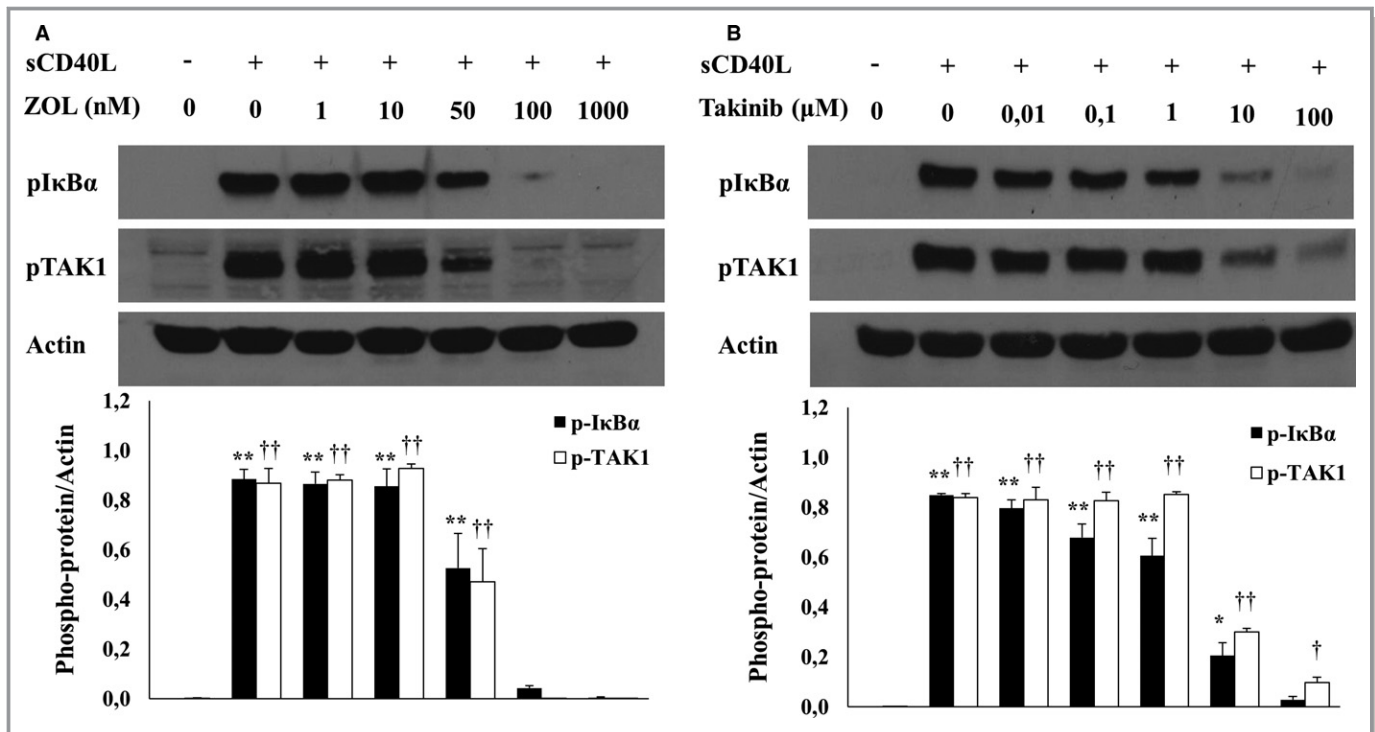 A
sCD40L - + + + + + +
ZOL (nM) 0 0 1 10 50 100 1000
pIκBα
pTAK1
Actin
Phospho-protein/Actin
1,2
1,0
0,8
0,6
0,4
0,2
0,0
p-IκBα
p-TAK1
** †† ** †† ** †† ** ††
B
sCD40L - + + + + + +
Takinib (μM) 0 0 0,01 0,1 1 10 100
pIκBα
pTAK1
Actin
Phospho-protein/Actin
1,2
1,0
0,8
0,6
0,4
0,2
0,0
p-IκBα
p-TAK1
** †† ** †† ** †† ** †† * †† †